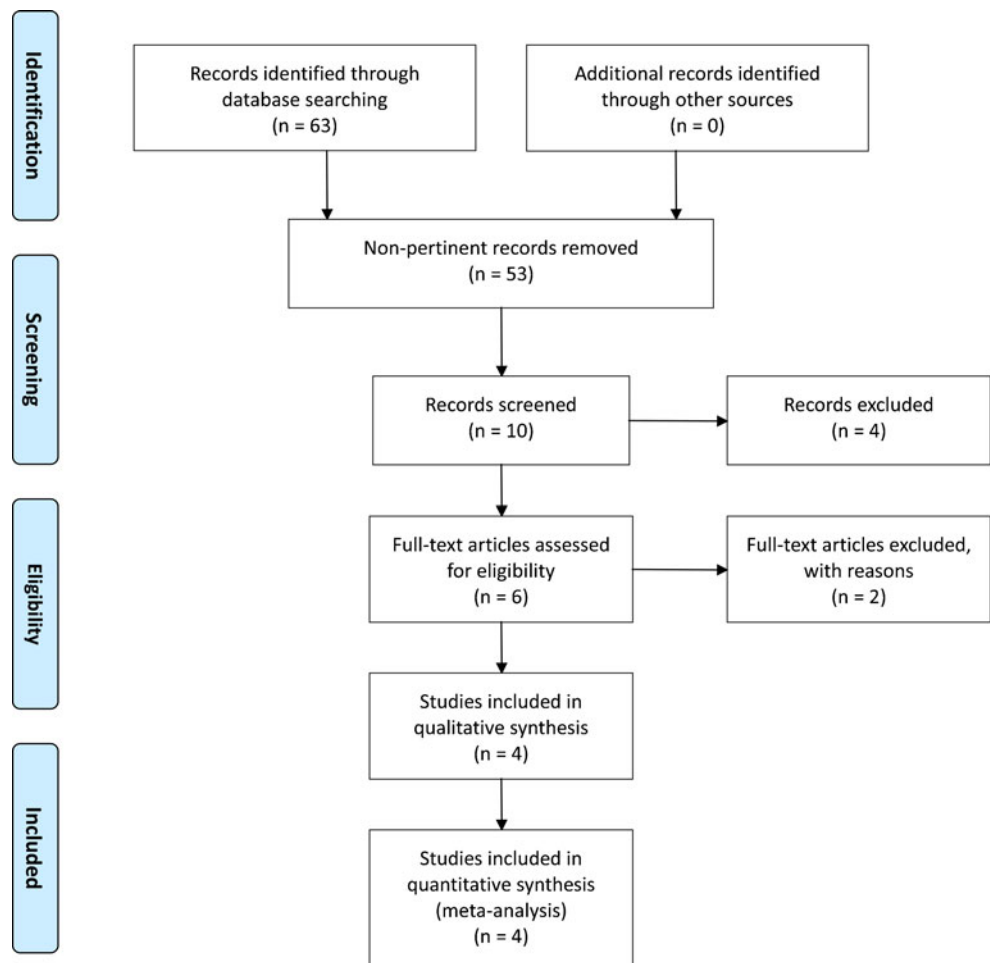 Identification
Records identified through
database searching
(n = 63)
Additional records identified
through other sources
(n = 0)
Non-pertinent records removed
(n = 53)
Screening
Records screened
(n = 10)
Records excluded
(n = 4)
Eligibility
Full-text articles assessed
for eligibility
(n = 6)
Full-text articles excluded,
with reasons
(n = 2)
Studies included in
qualitative synthesis
(n = 4)
Included
Studies included in
quantitative synthesis
(meta-analysis)
(n = 4)